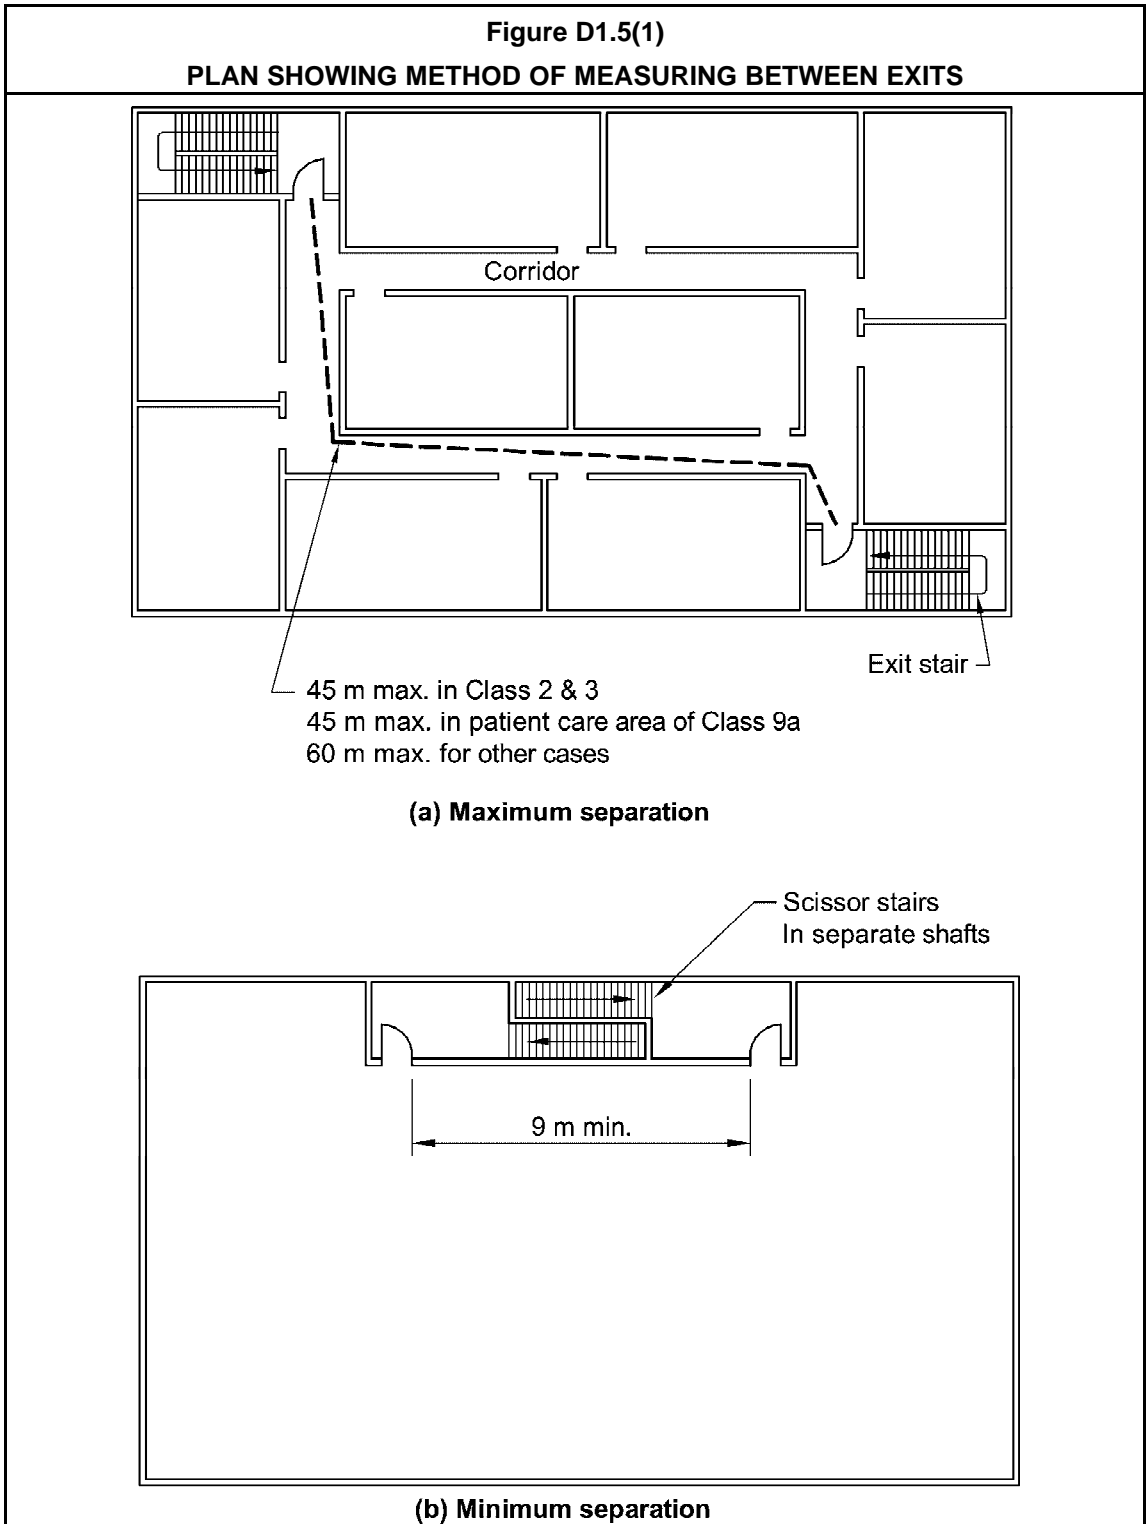 Figure D1.5(1)
PLAN SHOWING METHOD OF MEASURING BETWEEN EXITS
Corridor
Exit stair
45 m max. in Class 2 & 3
45 m max. in patient care area of Class 9a
60 m max. for other cases
(a) Maximum separation
Scissor stairs
In separate shafts
9 m min.
(b) Minimum separation